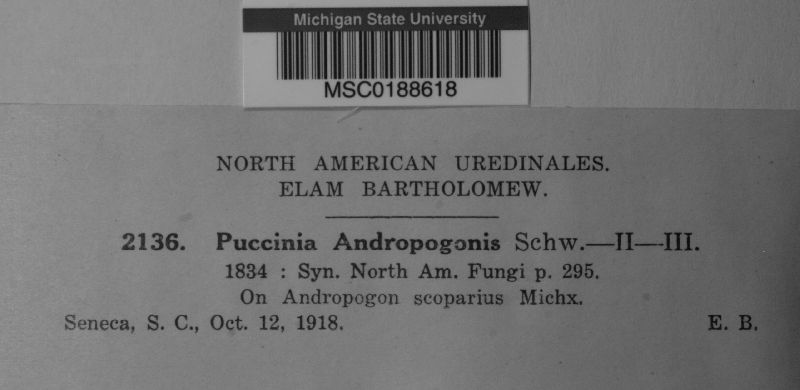 Michigan State University
MSC0188618
NORTH AMERICAN UREDINALES.
ELAM BARTHOLOMEW.
2136. Puccinia Andropogonis Schw.—II—III.
1834 : Syn. North Am. Fungi p. 295.
On Andropogon scoparius Michx.
Seneca, S. C., Oct. 12, 1918. E. B.